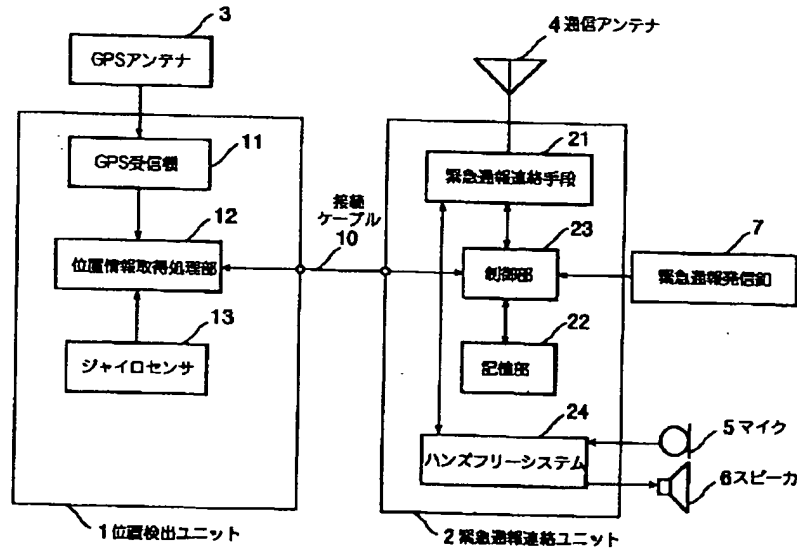 3
GPSアンテナ
4 通信アンテナ
11
GPS受信機
21
緊急通報連絡手段
接続
ケーブル
10
12
位置情報取得処理部
23
制御部
7
緊急通報発信釦
13
ジャイロセンサ
22
記憶部
24
ハンズフリーシステム
5 マイク
6 スピーカ
1 位置検出ユニット
2 緊急通報連絡ユニット